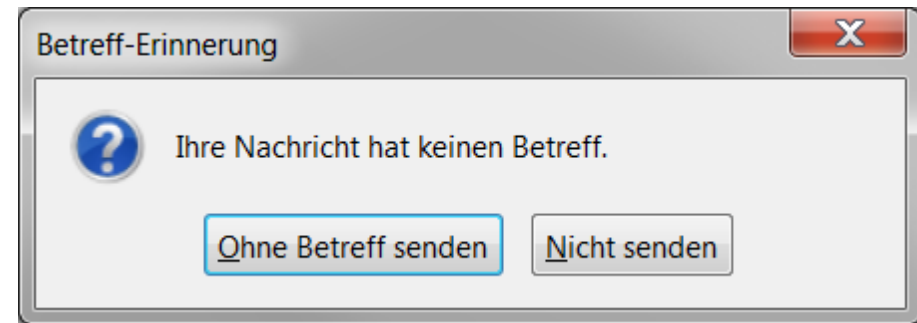 Betreff-Erinnerung
Ihre Nachricht hat keinen Betreff.
Ohne Betreff senden
Nicht senden